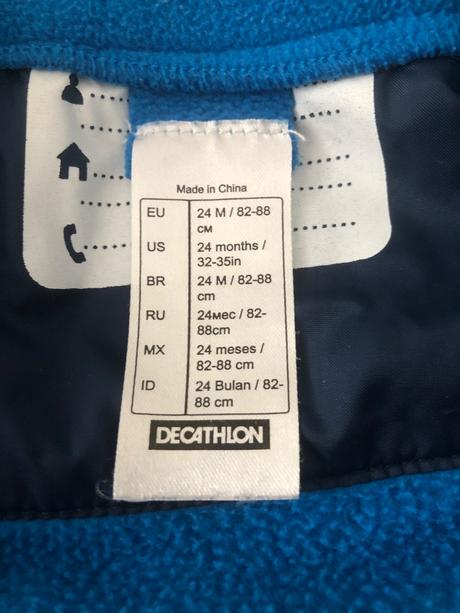 Made in China
EU 24 M / 82-88
см
US 24 months /
32-35in
BR 24 M / 82-88
cm
RU 24мес / 82-
88cm
MX 24 meses /
82-88 cm
ID 24 Bulan / 82-
88 cm
DECATHLON